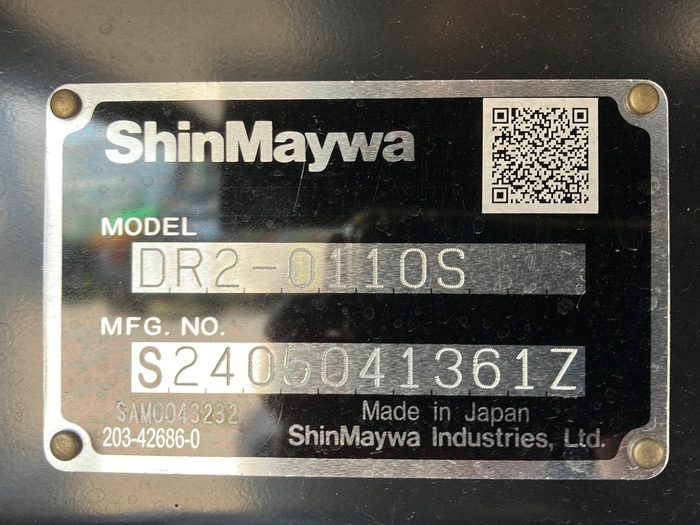 ShinMaywa
MODEL
DR2-0110S
MFG. NO.
S2405041361Z
SAM0043232
Made in Japan
203-42686-0
ShinMaywa Industries, Ltd.